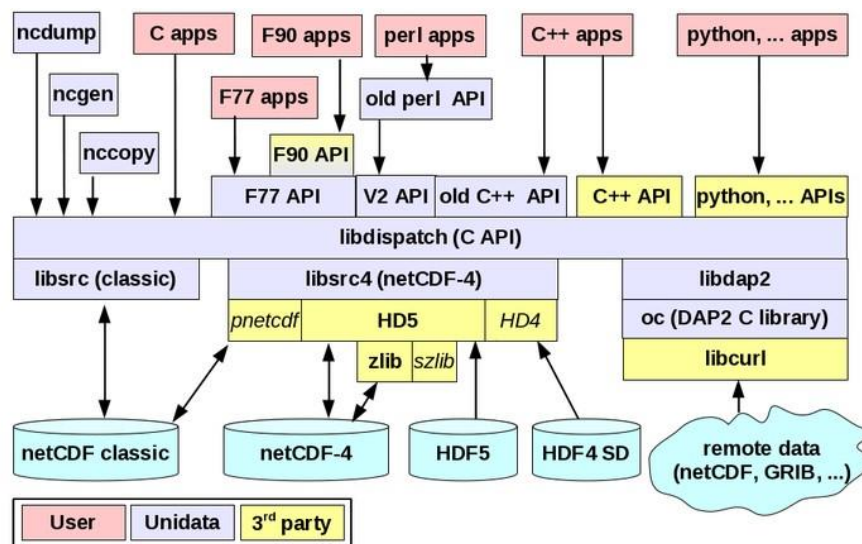 ncdump
C apps
F90 apps
perl apps
C++ apps
python, ... apps
ncgen
F77 apps
old perl API
nccopy
F90 API
F77 API
V2 API
old C++ API
C++ API
python, ... APIs
libdispatch (C API)
libsrc (classic)
libsrc4 (netCDF-4)
libdap2
pnetcdf
HD5
HD4
oc (DAP2 C library)
zlib
szlib
libcurl
netCDF classic
netCDF-4
HDF5
HDF4 SD
remote data
(netCDF, GRIB, ...)
User
Unidata
3rd party